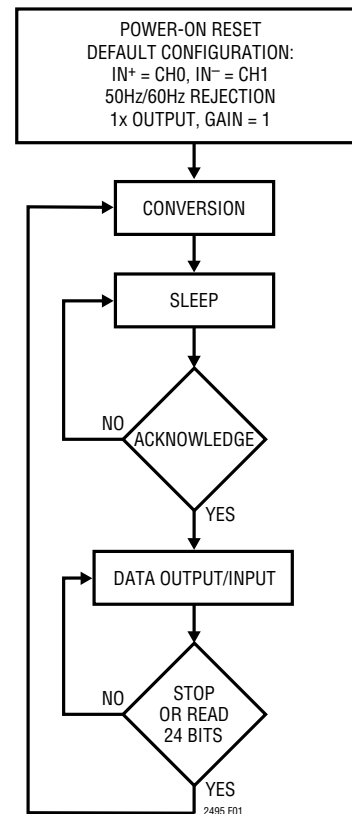 POWER-ON RESET
DEFAULT CONFIGURATION:
IN+ = CH0, IN– = CH1
50Hz/60Hz REJECTION
1x OUTPUT, GAIN = 1
CONVERSION
SLEEP
NO
ACKNOWLEDGE
YES
DATA OUTPUT/INPUT
NO
STOP
OR READ
24 BITS
YES
2495 F01